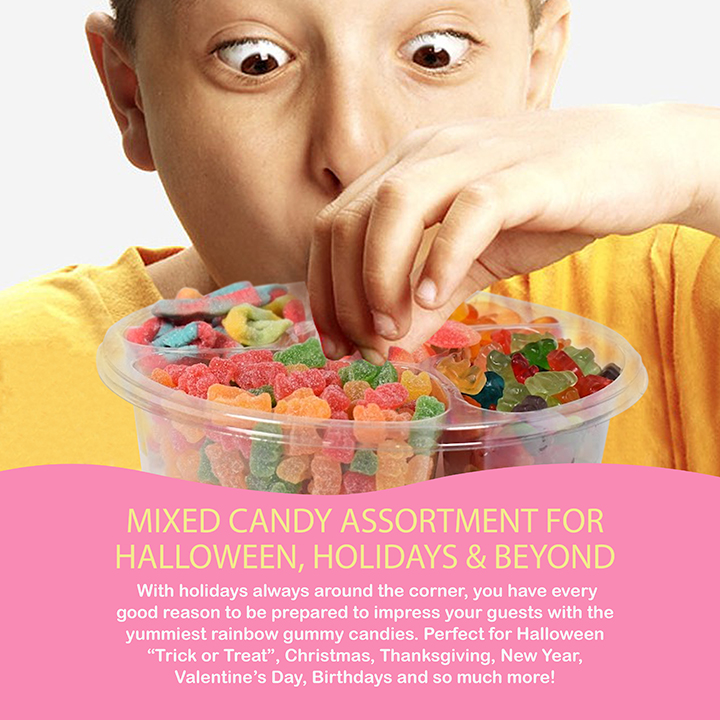 MIXED CANDY ASSORTMENT FOR
HALLOWEEN, HOLIDAYS & BEYOND
With holidays always around the corner, you have every
good reason to be prepared to impress your guests with the
yummiest rainbow gummy candies. Perfect for Halloween
“Trick or Treat”, Christmas, Thanksgiving, New Year,
Valentine’s Day, Birthdays and so much more!